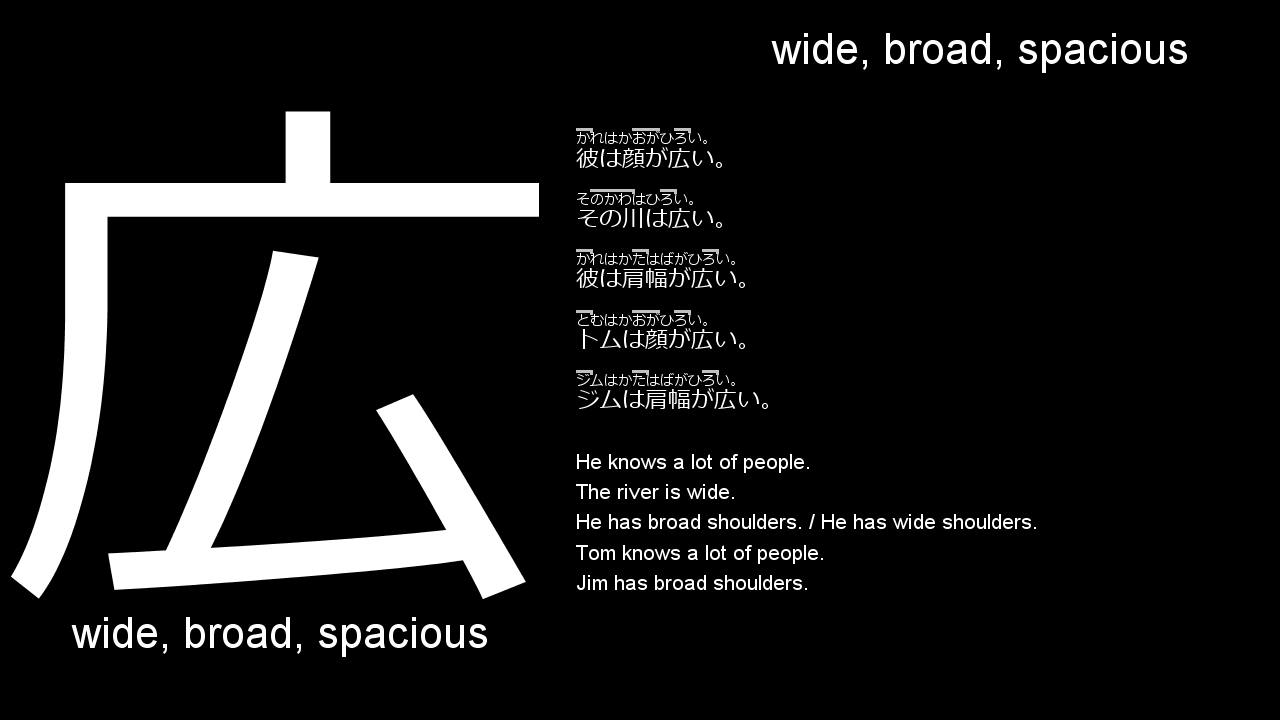 wide, broad, spacious
広
かれはかおがひろい。
彼は顔が広い。
そのかわはひろい。
その川は広い。
かれはかたはばがひろい。
彼は肩幅が広い。
とむはかおがひろい。
トムは顔が広い。
ジムはかたはばがひろい。
ジムは肩幅が広い。
He knows a lot of people.
The river is wide.
He has broad shoulders. / He has wide shoulders.
Tom knows a lot of people.
Jim has broad shoulders.
wide, broad, spacious